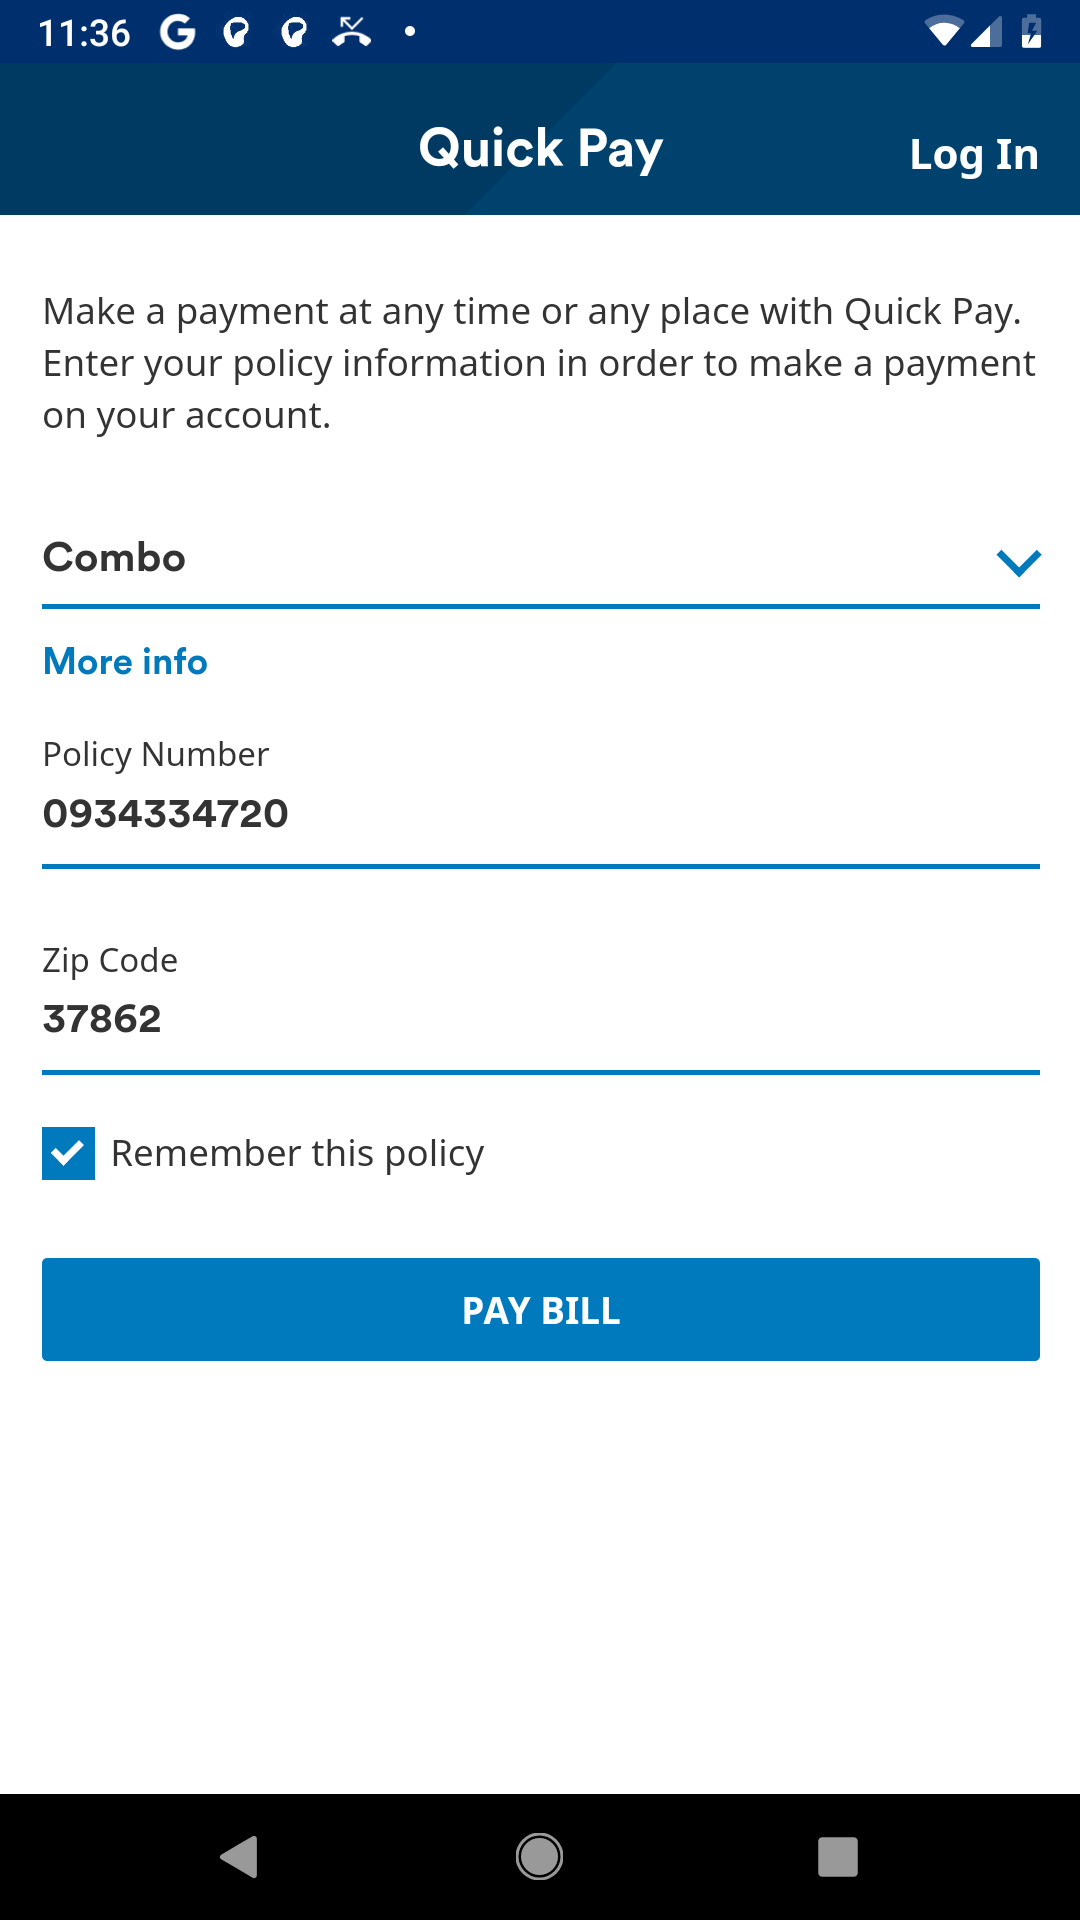 11:36
Quick Pay
Log In
Make a payment at any time or any place with Quick Pay.
Enter your policy information in order to make a payment
on your account.
Combo
More info
Policy Number
0934334720
Zip Code
37862
Remember this policy
PAY BILL